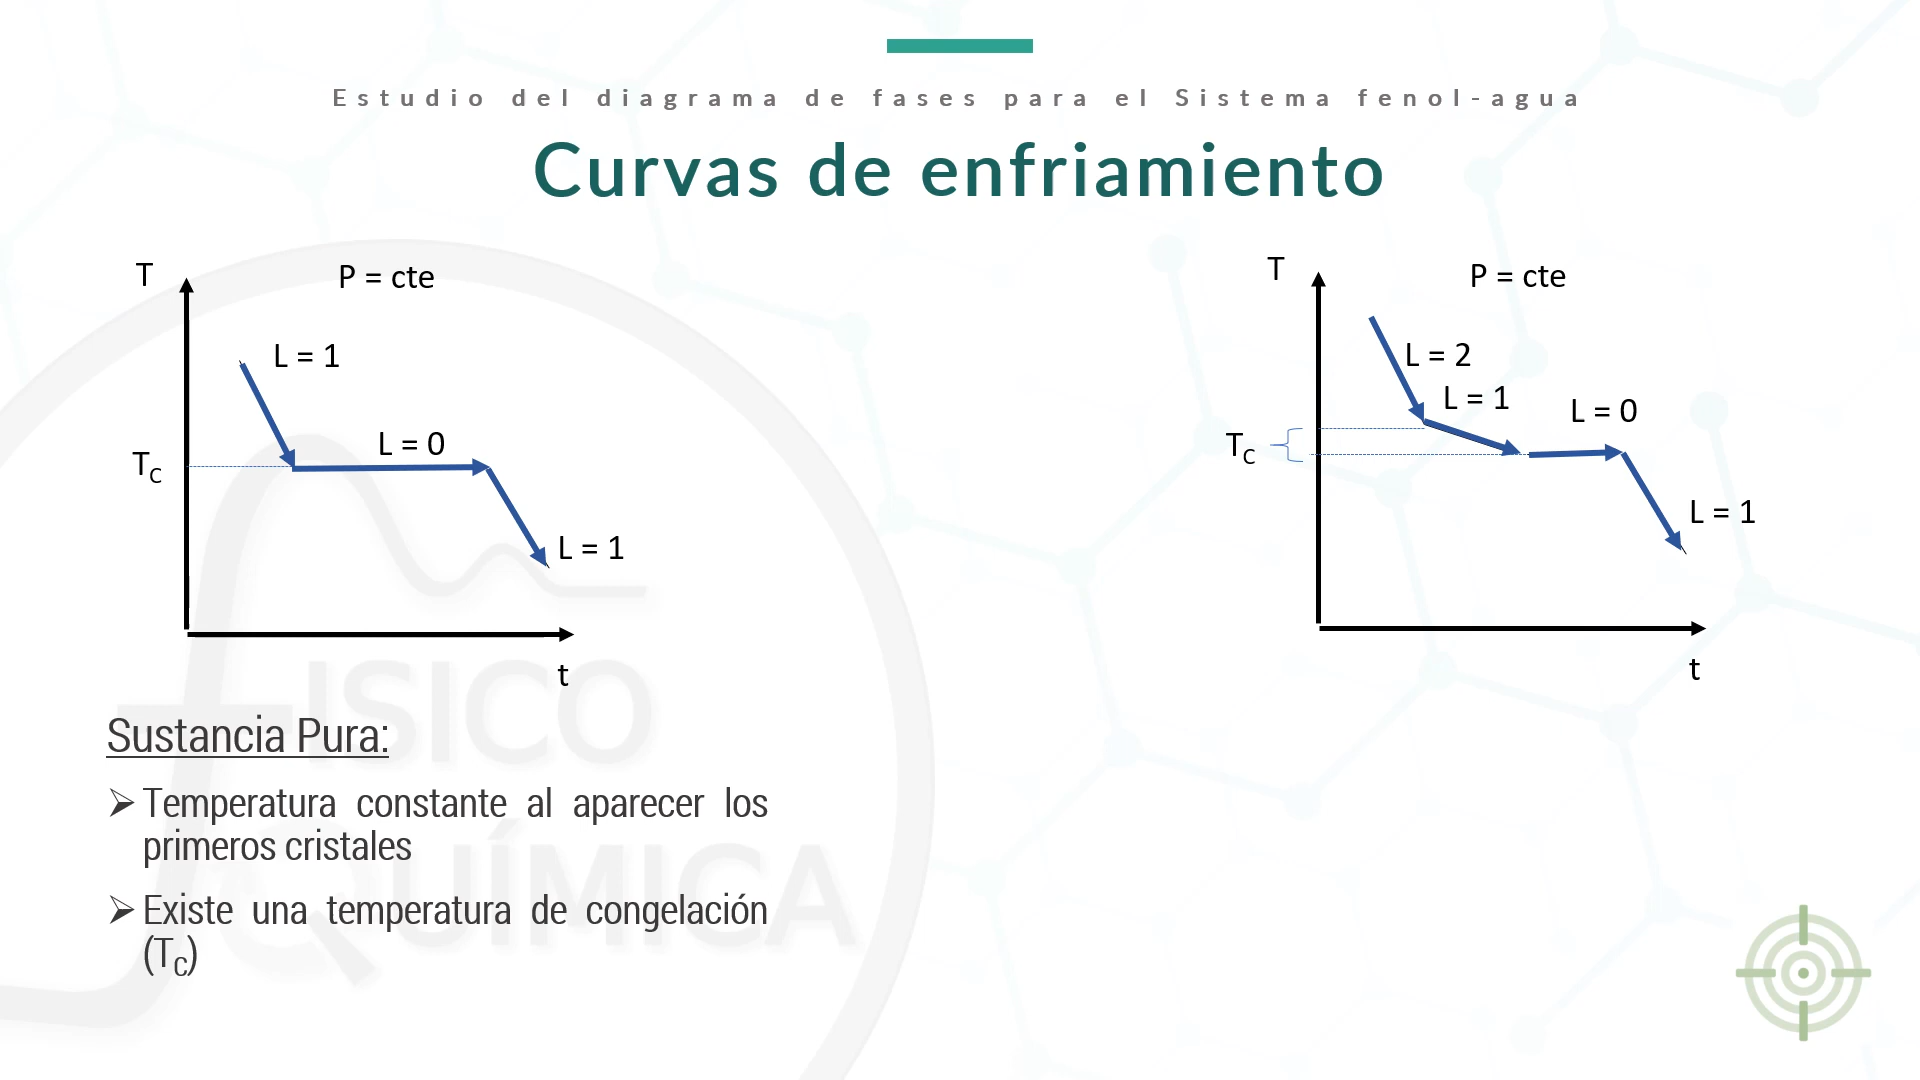 Estudio del diagrama de fases para el Sistema fenol-agua
Curvas de enfriamiento
T
P = cte
L = 1
L = 0
T_C
L = 1
t
T
P = cte
L = 2
L = 1
L = 0
T_C
L = 1
t
Sustancia Pura:
➢ Temperatura constante al aparecer los
primeros cristales
➢ Existe una temperatura de congelación
(T_C)
FISICO
QUÍMICA